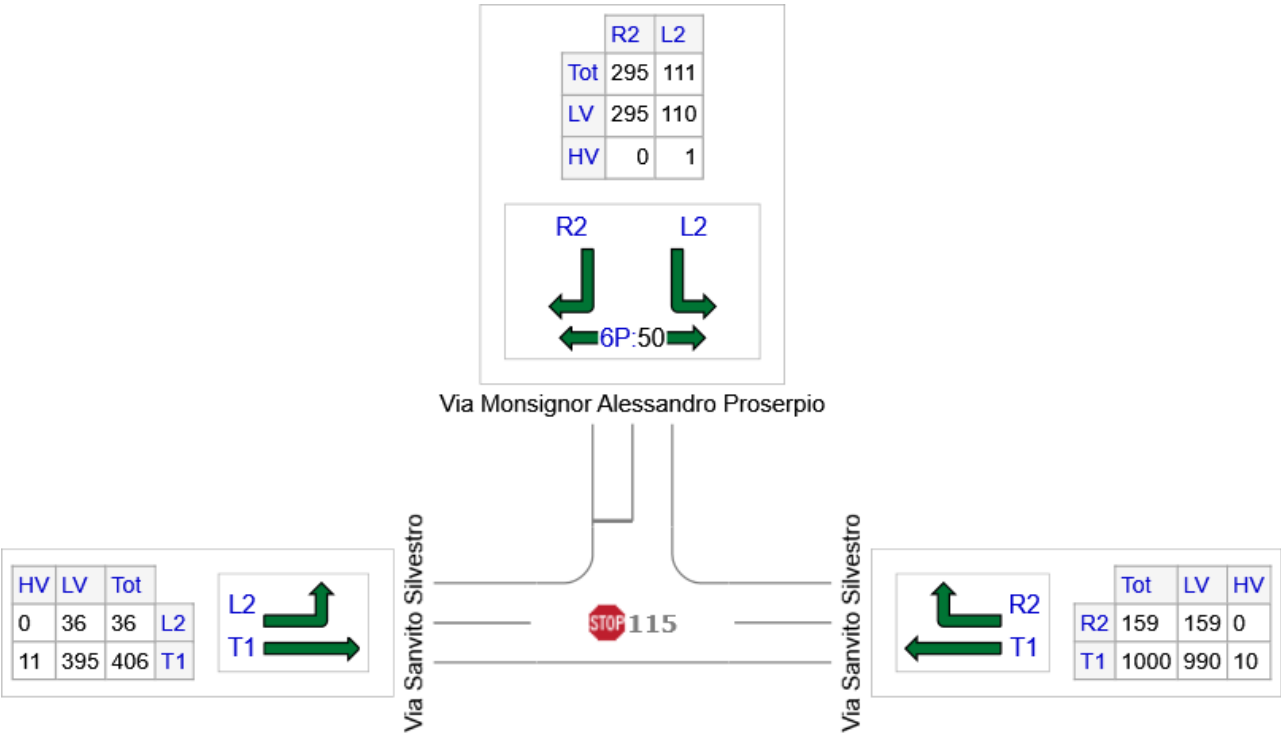 R2 L2
Tot 295 111
LV 295 110
HV 0 1
R2 L2
6P:50
Via Monsignor Alessandro Proserpio
Via Sanvito Silvestro
HV LV Tot
0 36 36 L2
11 395 406 T1
L2
T1
STOP 115
Via Sanvito Silvestro
R2
T1
Tot LV HV
R2 159 159 0
T1 1000 990 10